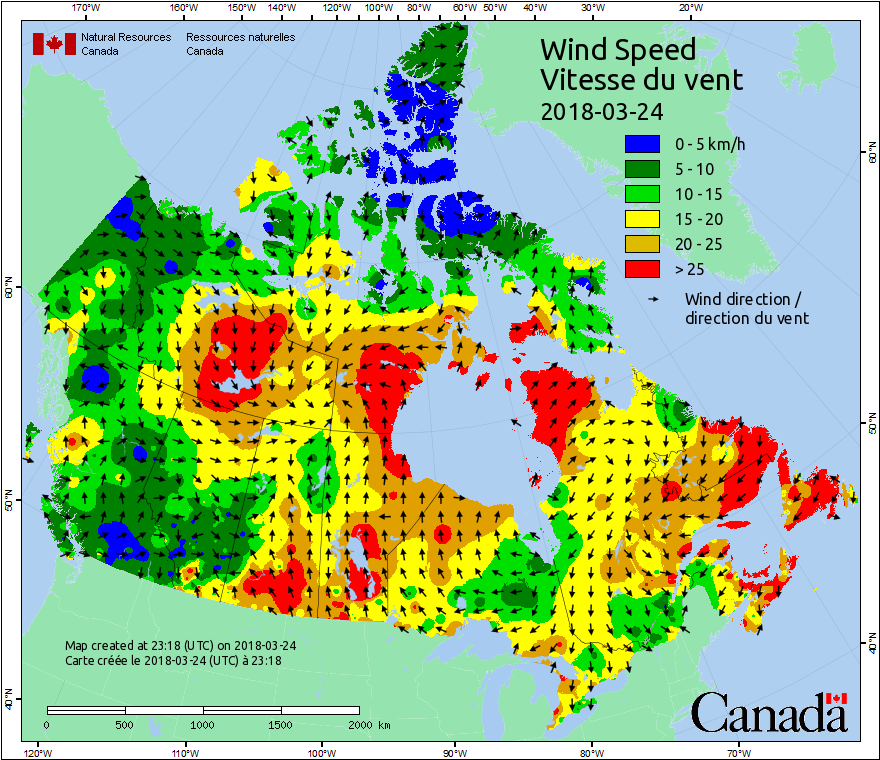 170°W 160°W 150°W 140°W 130°W 120°W 110°W 100°W 90°W 80°W 70°W 60°W 50°W 40°W 30°W 20°W
Natural Resources Canada
Ressources naturelles Canada
Wind Speed
Vitesse du vent
2018-03-24
0 - 5 km/h
5 - 10
10 - 15
15 - 20
20 - 25
> 25
Wind direction /
direction du vent
60°N
60°N
50°N
50°N
40°N
40°N
Map created at 23:18 (UTC) on 2018-03-24
Carte créée le 2018-03-24 (UTC) à 23:18
0 500 1000 1500 2000 km
Canada
120°W 110°W 100°W 90°W 80°W 70°W